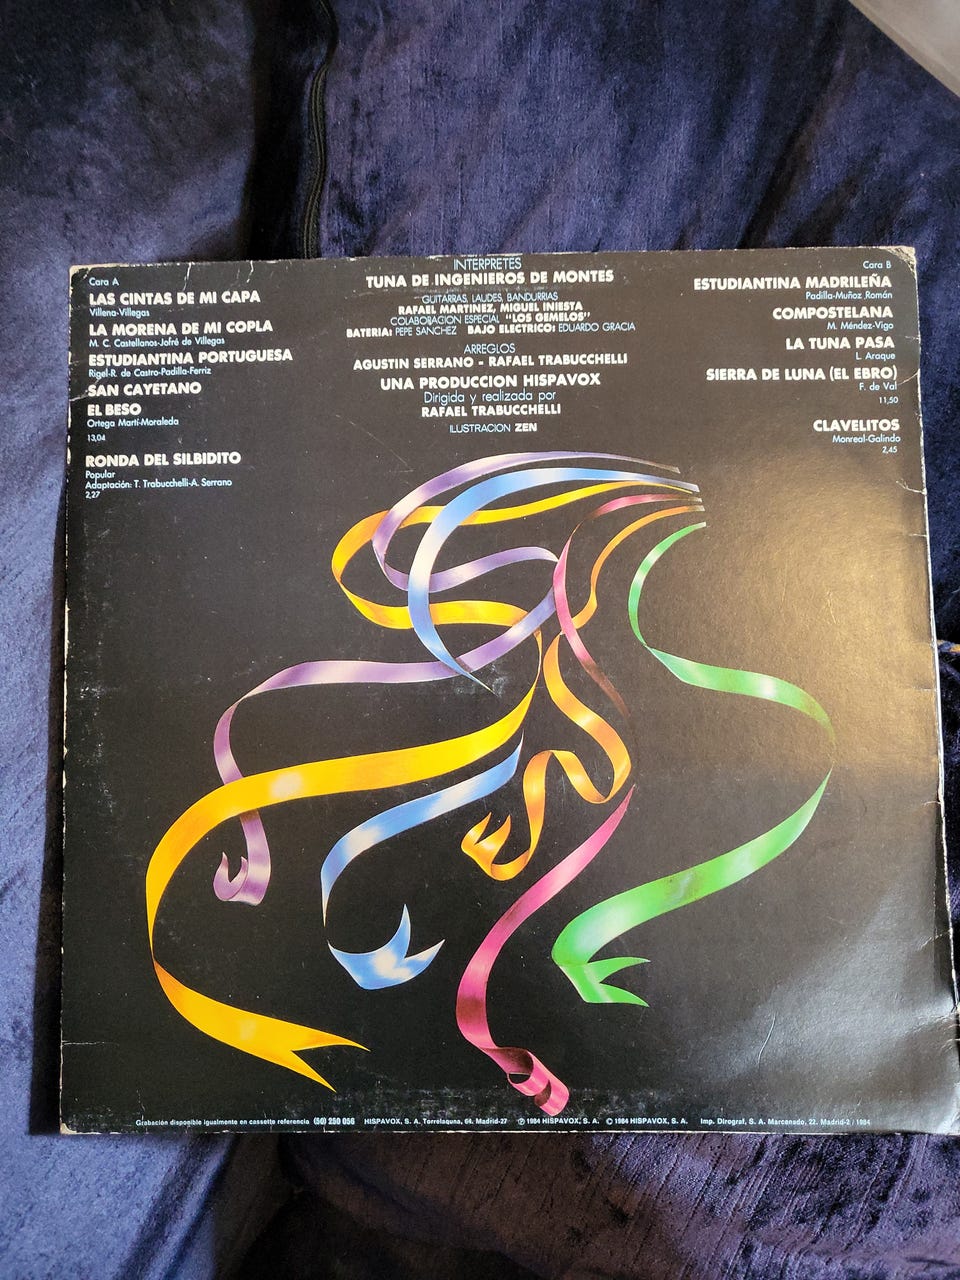 Cara A
LAS CINTAS DE MI CAPA
Villena-Villegas
LA MORENA DE MI COPLA
M. C. Castellanos-Jofré de Villegas
ESTUDIANTINA PORTUGUESA
Rigel-R. de Castro-Padilla-Ferriz
SAN CAYETANO
EL BESO
Ortega Martí-Moraleda
13,04
RONDA DEL SILBIDITO
Popular
Adaptación: T. Trabucchelli-A. Serrano
2,27
INTERPRETES
TUNA DE INGENIEROS DE MONTES
GUITARRAS, LAUDES, BANDURRIAS
RAFAEL MARTINEZ, MIGUEL INIESTA
COLABORACION ESPECIAL "LOS GEMELOS"
BATERIA: PEPE SANCHEZ BAJO ELECTRICO: EDUARDO GRACIA
ARREGLOS
AGUSTIN SERRANO - RAFAEL TRABUCCHELLI
UNA PRODUCCION HISPAVOX
Dirigida y realizada por
RAFAEL TRABUCCHELLI
ILUSTRACION ZEN
Cara B
ESTUDIANTINA MADRILEÑA
Padilla-Muñoz Román
COMPOSTELANA
M. Méndez-Vigo
LA TUNA PASA
L. Araque
SIERRA DE LUNA (EL EBRO)
F. de Val
11,50
CLAVELITOS
Monreal-Galindo
2,45
Grabación disponible igualmente en cassette referencia (50) 250 056 HISPAVOX, S. A. Torrelaguna, 64. Madrid-27 ℗ 1984 HISPAVOX, S. A. © 1984 HISPAVOX, S. A. Imp. Dirograf, S. A. Marcenado, 22. Madrid-2 / 1984